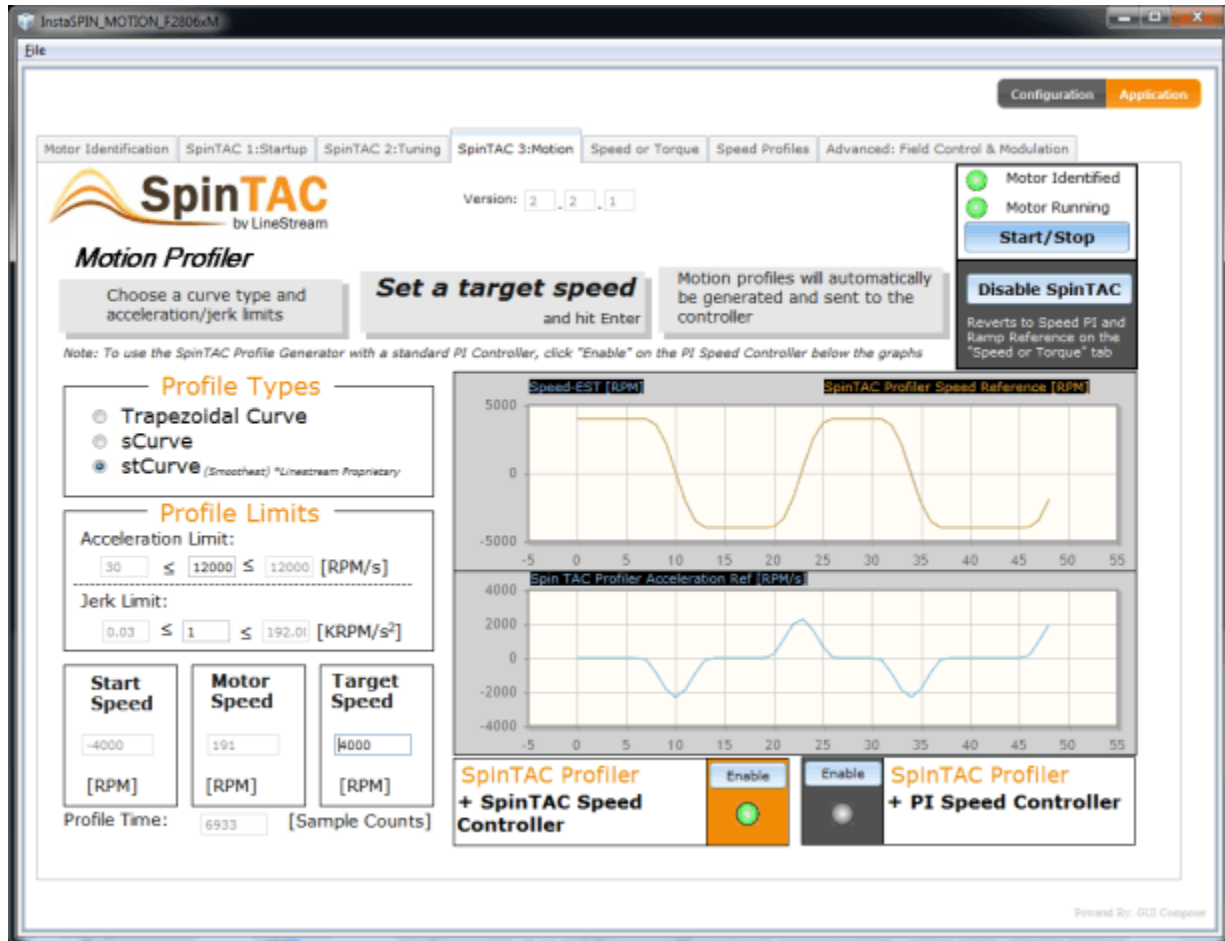 InstaSPIN_MOTION_F2806xM
File
Configuration Application
Motor Identification SpinTAC 1:Startup SpinTAC 2:Tuning SpinTAC 3:Motion Speed or Torque Speed Profiles Advanced: Field Control & Modulation
SpinTAC
by LineStream
Version: 2 . 2 . 1
Motor Identified
Motor Running
Start/Stop
Motion Profiler
Choose a curve type and
acceleration/jerk limits
Set a target speed
and hit Enter
Motion profiles will automatically
be generated and sent to the
controller
Disable SpinTAC
Reverts to Speed PI and
Ramp Reference on the
"Speed or Torque" tab
Note: To use the SpinTAC Profile Generator with a standard PI Controller, click "Enable" on the PI Speed Controller below the graphs
Profile Types
Trapezoidal Curve
sCurve
stCurve (Smoothest) *Linestream Proprietary
Profile Limits
Acceleration Limit:
30 ≤ 12000 ≤ 12000 [RPM/s]
Jerk Limit:
0.03 ≤ 1 ≤ 192.0 [KRPM/s²]
Start
Speed
-4000
[RPM]
Motor
Speed
191
[RPM]
Target
Speed
4000
[RPM]
Profile Time: 6933 [Sample Counts]
Speed-EST [RPM] SpinTAC Profiler Speed Reference [RPM]
5000
0
-5000
-5 0 5 10 15 20 25 30 35 40 45 50 55
Spin TAC Profiler Acceleration Ref [RPM/s]
4000
2000
0
-2000
-4000
-5 0 5 10 15 20 25 30 35 40 45 50 55
SpinTAC Profiler
+ SpinTAC Speed
Controller
Enable
Enable
SpinTAC Profiler
+ PI Speed Controller
Powered By: GUI Composer